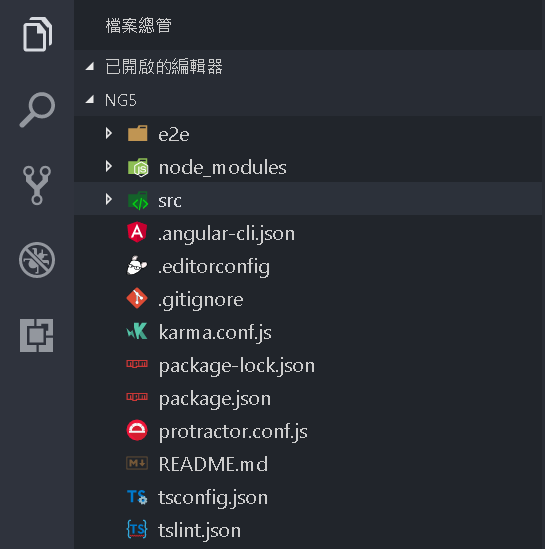 檔案總管
已開啟的編輯器
NG5
e2e
node_modules
src
.angular-cli.json
.editorconfig
.gitignore
karma.conf.js
package-lock.json
package.json
protractor.conf.js
README.md
tsconfig.json
tslint.json